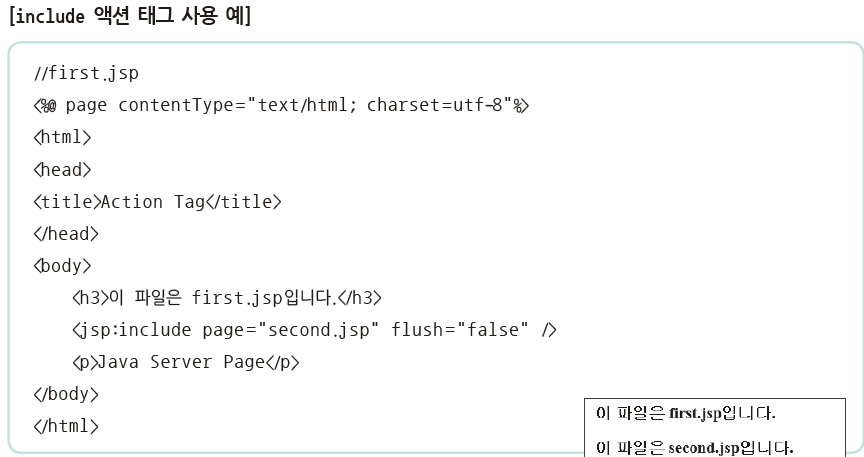 [include 액션 태그 사용 예]
//first.jsp
<%@ page contentType="text/html; charset=utf-8"%>
<html>
<head>
<title>Action Tag</title>
</head>
<body>
<h3>이 파일은 first.jsp입니다.</h3>
<jsp:include page="second.jsp" flush="false" />
<p>Java Server Page</p>
</body>
</html>
이 파일은 first.jsp입니다.
이 파일은 second.jsp입니다.